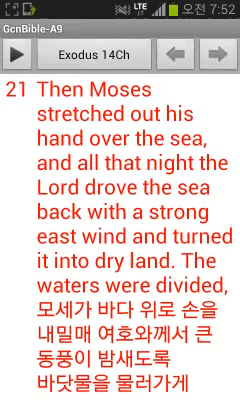 LTE 오전 7:52
GcnBible-A9
Exodus 14Ch
21 Then Moses
stretched out his
hand over the sea,
and all that night the
Lord drove the sea
back with a strong
east wind and turned
it into dry land. The
waters were divided,
모세가 바다 위로 손을
내밀매 여호와께서 큰
동풍이 밤새도록
바닷물을 물러가게